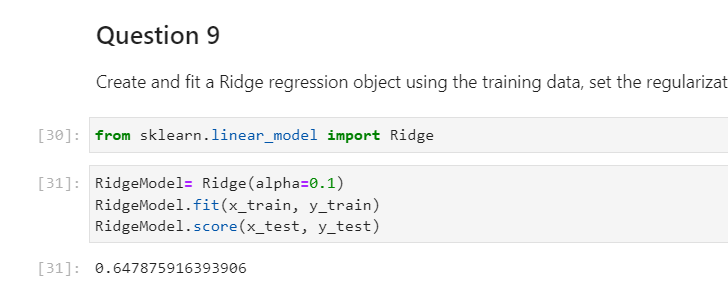 Question 9
Create and fit a Ridge regression object using the training data, set the regularizat
[30]: from sklearn.linear_model import Ridge
[31]: RidgeModel= Ridge(alpha=0.1)
RidgeModel.fit(x_train, y_train)
RidgeModel.score(x_test, y_test)
[31]: 0.647875916393906